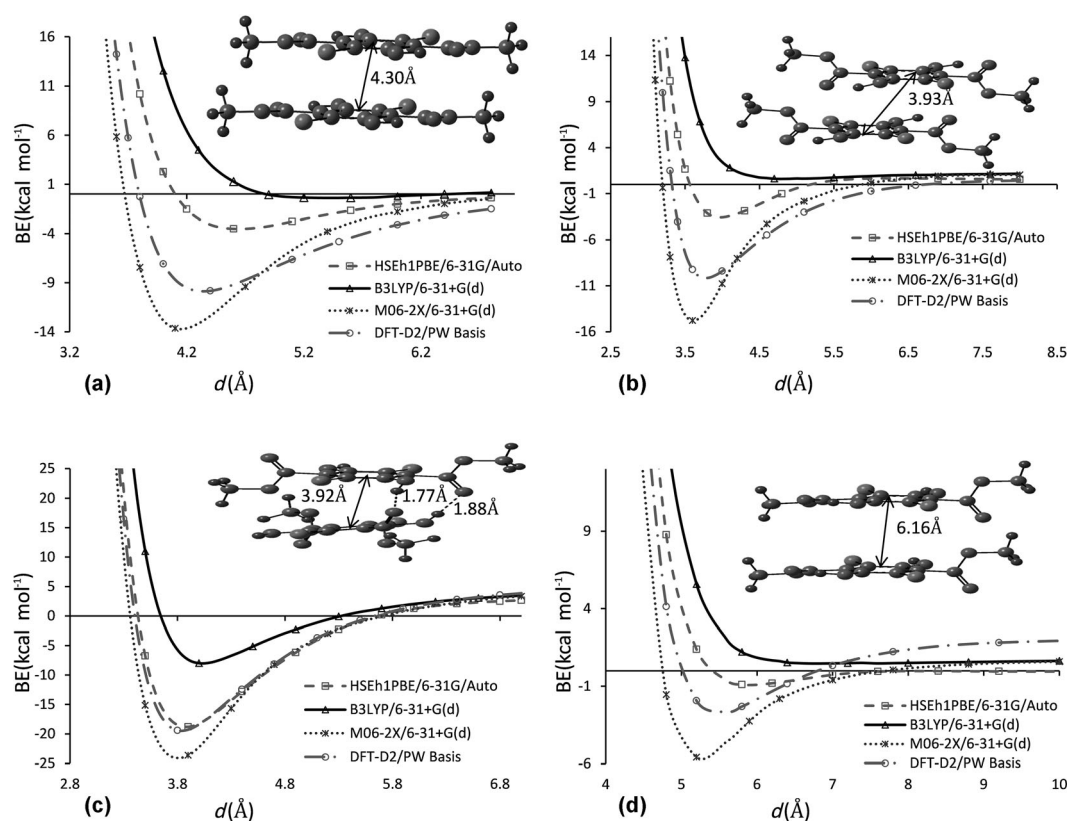 16
11
6
1
-4
-9
-14
BE(kcal mol-1)
4.30Å
HSEh1PBE/6-31G/Auto
B3LYP/6-31+G(d)
M06-2X/6-31+G(d)
DFT-D2/PW Basis
3.2 4.2 5.2 6.2
(a) d(Å)
14
9
4
-1
-6
-11
-16
BE(kcal mol-1)
3.93Å
HSEh1PBE/6-31G/Auto
B3LYP/6-31+G(d)
M06-2X/6-31+G(d)
DFT-D2/PW Basis
2.5 3.5 4.5 5.5 6.5 7.5 8.5
(b) d(Å)
25
20
15
10
5
0
-5
-10
-15
-20
-25
BE(kcal mol-1)
3.92Å 1.77Å
1.88Å
HSEh1PBE/6-31G/Auto
B3LYP/6-31+G(d)
M06-2X/6-31+G(d)
DFT-D2/PW Basis
2.8 3.8 4.8 5.8 6.8
(c) d(Å)
9
4
-1
-6
BE(kcal mol-1)
6.16Å
HSEh1PBE/6-31G/Auto
B3LYP/6-31+G(d)
M06-2X/6-31+G(d)
DFT-D2/PW Basis
4 5 6 7 8 9 10
(d) d(Å)